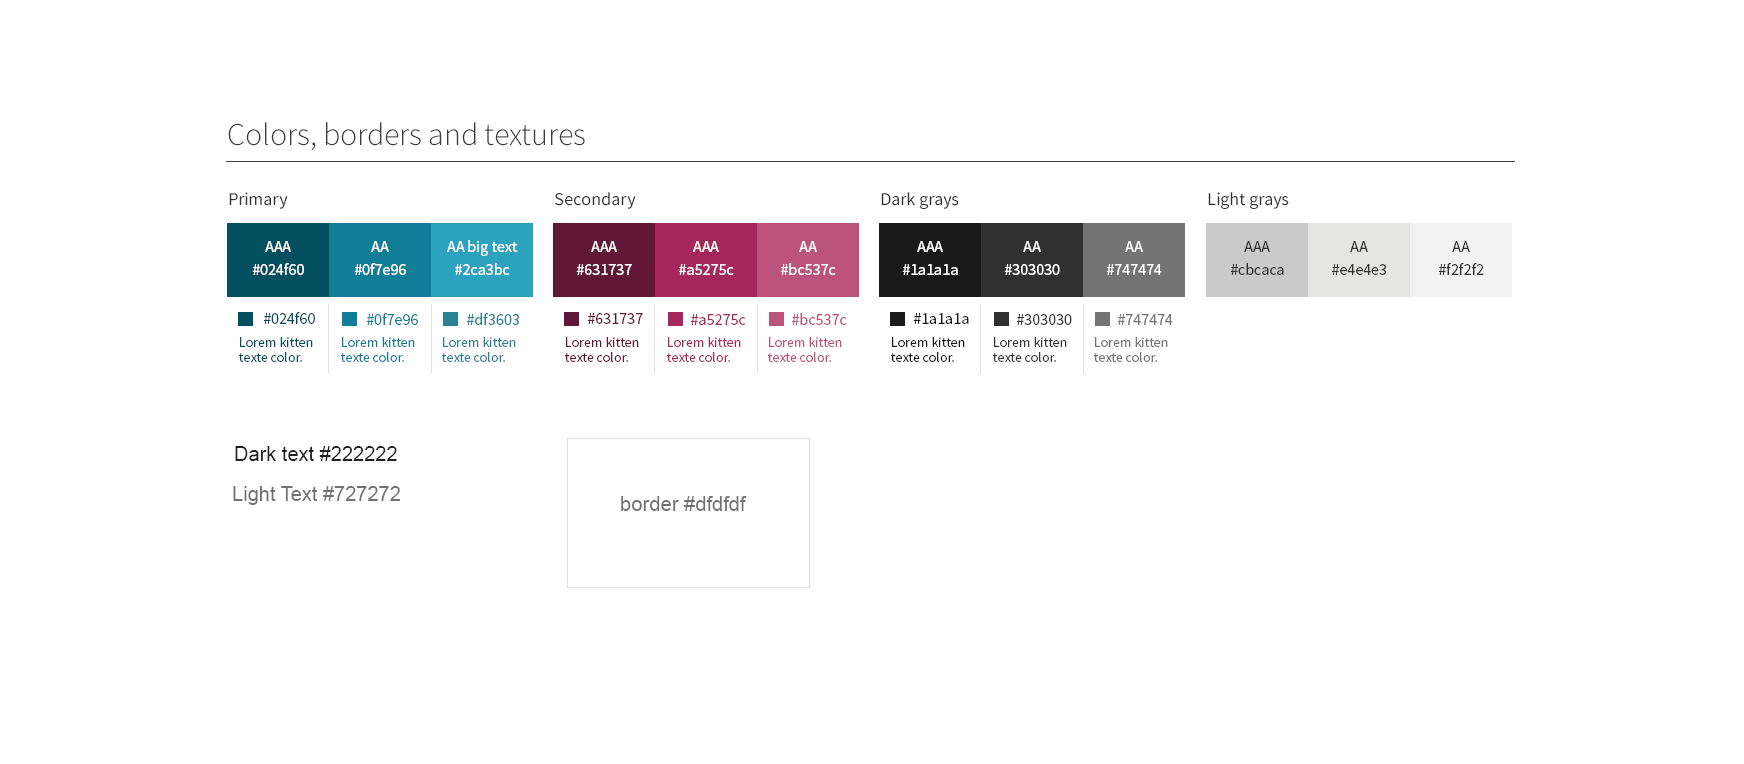 Colors, borders and textures
Primary
AAA
#024f60
AA
#0f7e96
AA big text
#2ca3bc
#024f60
Lorem kitten
texte color.
#0f7e96
Lorem kitten
texte color.
#df3603
Lorem kitten
texte color.
Secondary
AAA
#631737
AAA
#a5275c
AA
#bc537c
#631737
Lorem kitten
texte color.
#a5275c
Lorem kitten
texte color.
#bc537c
Lorem kitten
texte color.
Dark grays
AAA
#1a1a1a
AA
#303030
AA
#747474
#1a1a1a
Lorem kitten
texte color.
#303030
Lorem kitten
texte color.
#747474
Lorem kitten
texte color.
Light grays
AAA
#cbcaca
AA
#e4e4e3
AA
#f2f2f2
Dark text #222222
Light Text #727272
border #dfdfdf